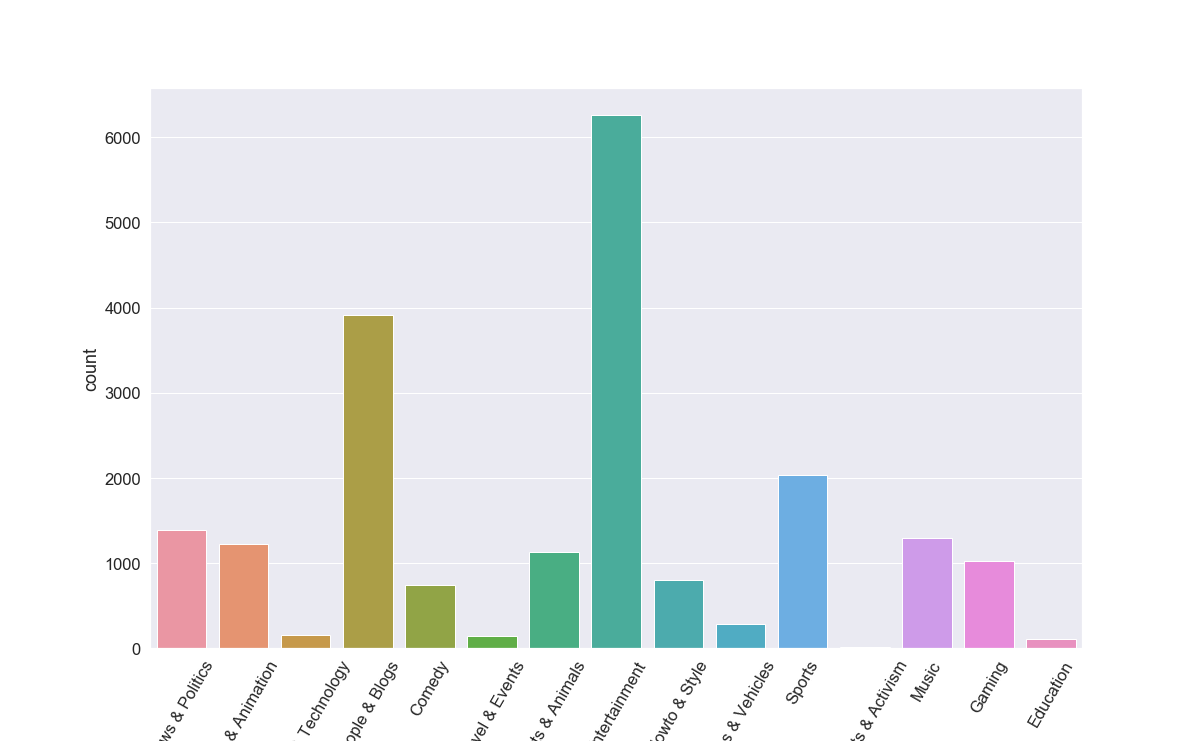 6000
5000
4000
3000
2000
1000
0
count
ws & Politics
& Animation
Technology
ople & Blogs
Comedy
vel & Events
ts & Animals
ntertainment
owto & Style
s & Vehicles
Sports
ts & Activism
Music
Gaming
Education